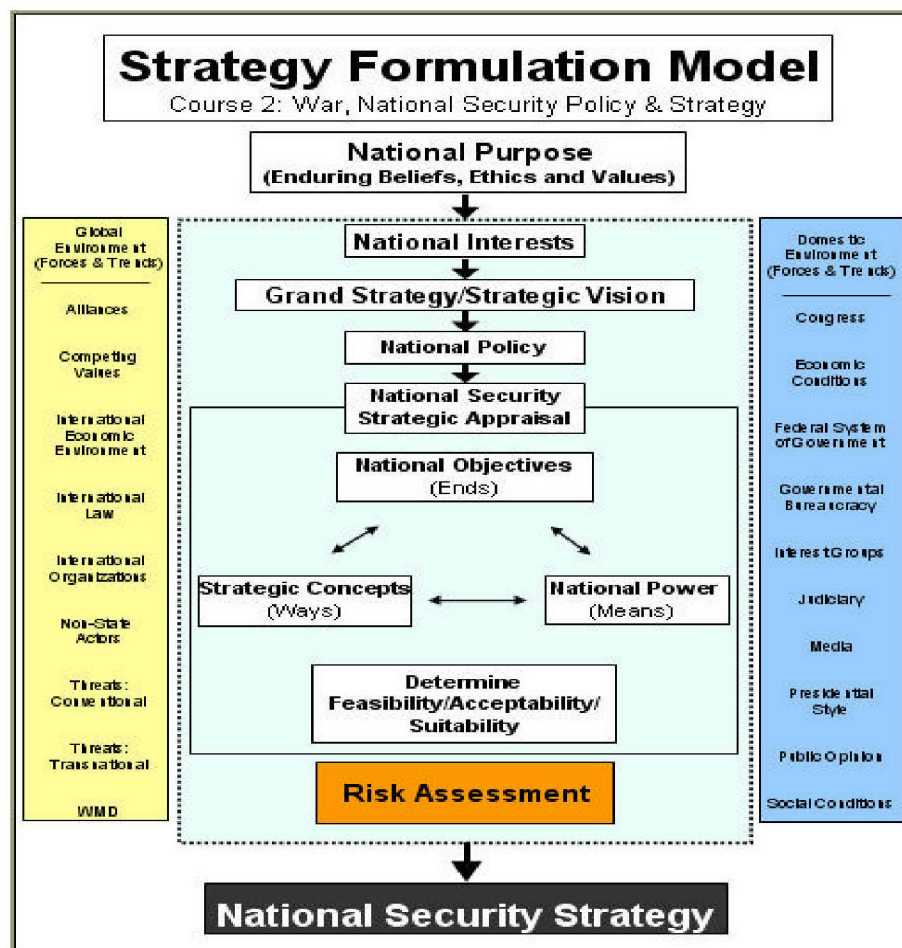 Strategy Formulation Model
Course 2: War, National Security Policy & Strategy
National Purpose
(Enduring Beliefs, Ethics and Values)
Global
Environment
(Forces & Trends)
Alliances
Competing
Values
International
Economic
Environment
International
Law
International
Organizations
Non-State
Actors
Threats:
Conventional
Threats:
Transnational
WMD
National Interests
Grand Strategy/Strategic Vision
National Policy
National Security
Strategic Appraisal
National Objectives
(Ends)
Strategic Concepts
(Ways)
National Power
(Means)
Determine
Feasibility/Acceptability/
Suitability
Risk Assessment
Domestic
Environment
(Forces & Trends)
Congress
Economic
Conditions
Federal System
of Government
Governmental
Bureaucracy
Interest Groups
Judiciary
Media
Presidential
Style
Public Opinion
Social Conditions
National Security Strategy